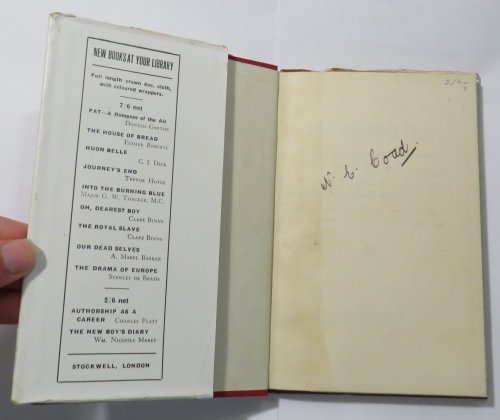 NEW BOOKS AT YOUR LIBRARY
Full length crown 8vo. cloth,
with coloured wrappers.
7/6 net
PAT—A Romance of the Air
DONALD GARTHE
THE HOUSE OF BREAD
ESTHER ROBERTS
HUON BELLE
C. I. DICK
JOURNEY'S END
TREVOR HOYLE
INTO THE BURNING BLUE
MAJOR G. W. THACKER, M.C.
OH, DEAREST BOY
CLARE BINNS
THE ROYAL SLAVE
CLARE BINNS
OUR DEAD SELVES
A. MABEL BARKER
THE DRAMA OF EUROPE
STANLEY DE BRATH
2/6 net
AUTHORSHIP AS A
CAREER CHARLES PLATT
THE NEW BOY'S DIARY
WM. NICHOLS MARCY
STOCKWELL, LONDON
N. C. Coad.